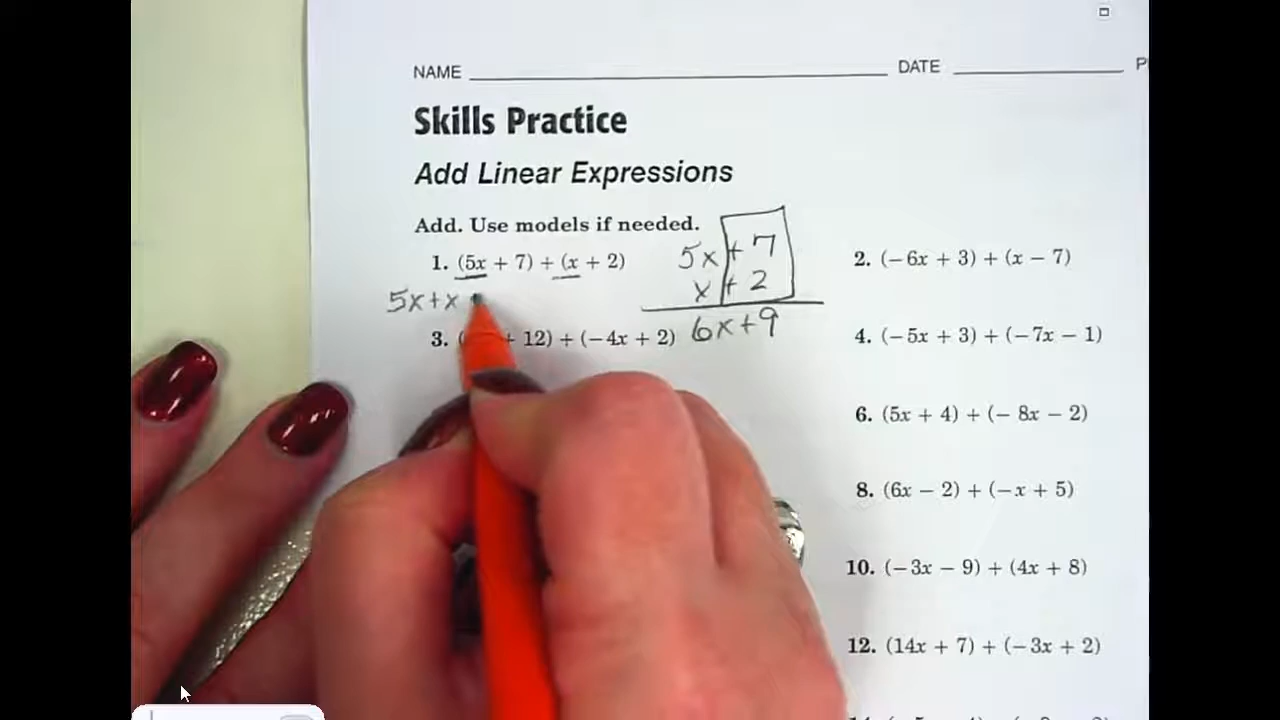 NAME ____ DATE ____
Skills Practice
Add Linear Expressions
Add. Use models if needed.
1. (5x + 7) + (x + 2)
5x + 7
x + 2
6x + 9
5x + x
2. (− 6x + 3) + (x − 7)
3. ( + 12) + (− 4x + 2)
4. (− 5x + 3) + (− 7x − 1)
6. (5x + 4) + (− 8x − 2)
8. (6x − 2) + (− x + 5)
10. (− 3x − 9) + (4x + 8)
12. (14x + 7) + (− 3x + 2)